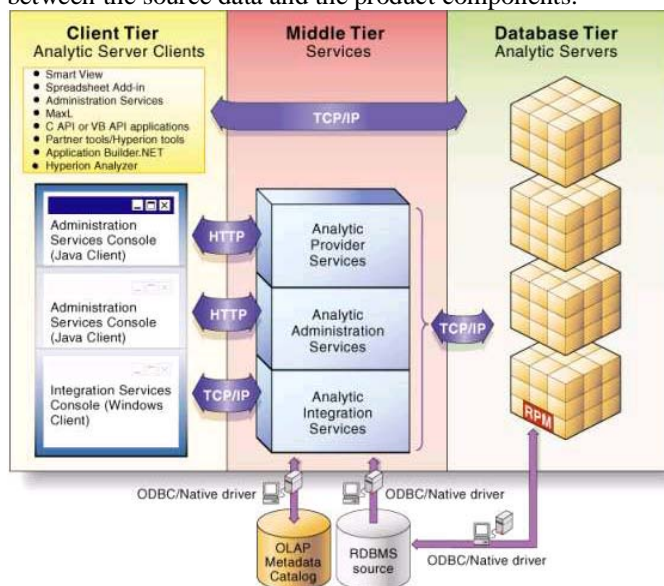 between the source data and the product components.
Client Tier
Analytic Server Clients
Middle Tier
Services
Database Tier
Analytic Servers
Smart View
Spreadsheet Add-in
Administration Services
MaxL
C API or VB API applications
Partner tools/Hyperion tools
Application Builder.NET
Hyperion Analyzer
TCP/IP
Administration
Services Console
(Java Client)
HTTP
Analytic
Provider
Services
Administration
Services Console
(Java Client)
HTTP
Analytic
Administration
Services
TCP/IP
Integration Services
Console (Windows
Client)
TCP/IP
Analytic
Integration
Services
RPM
ODBC/Native driver
ODBC/Native driver
OLAP
Metadata
Catalog
RDBMS
source
ODBC/Native driver